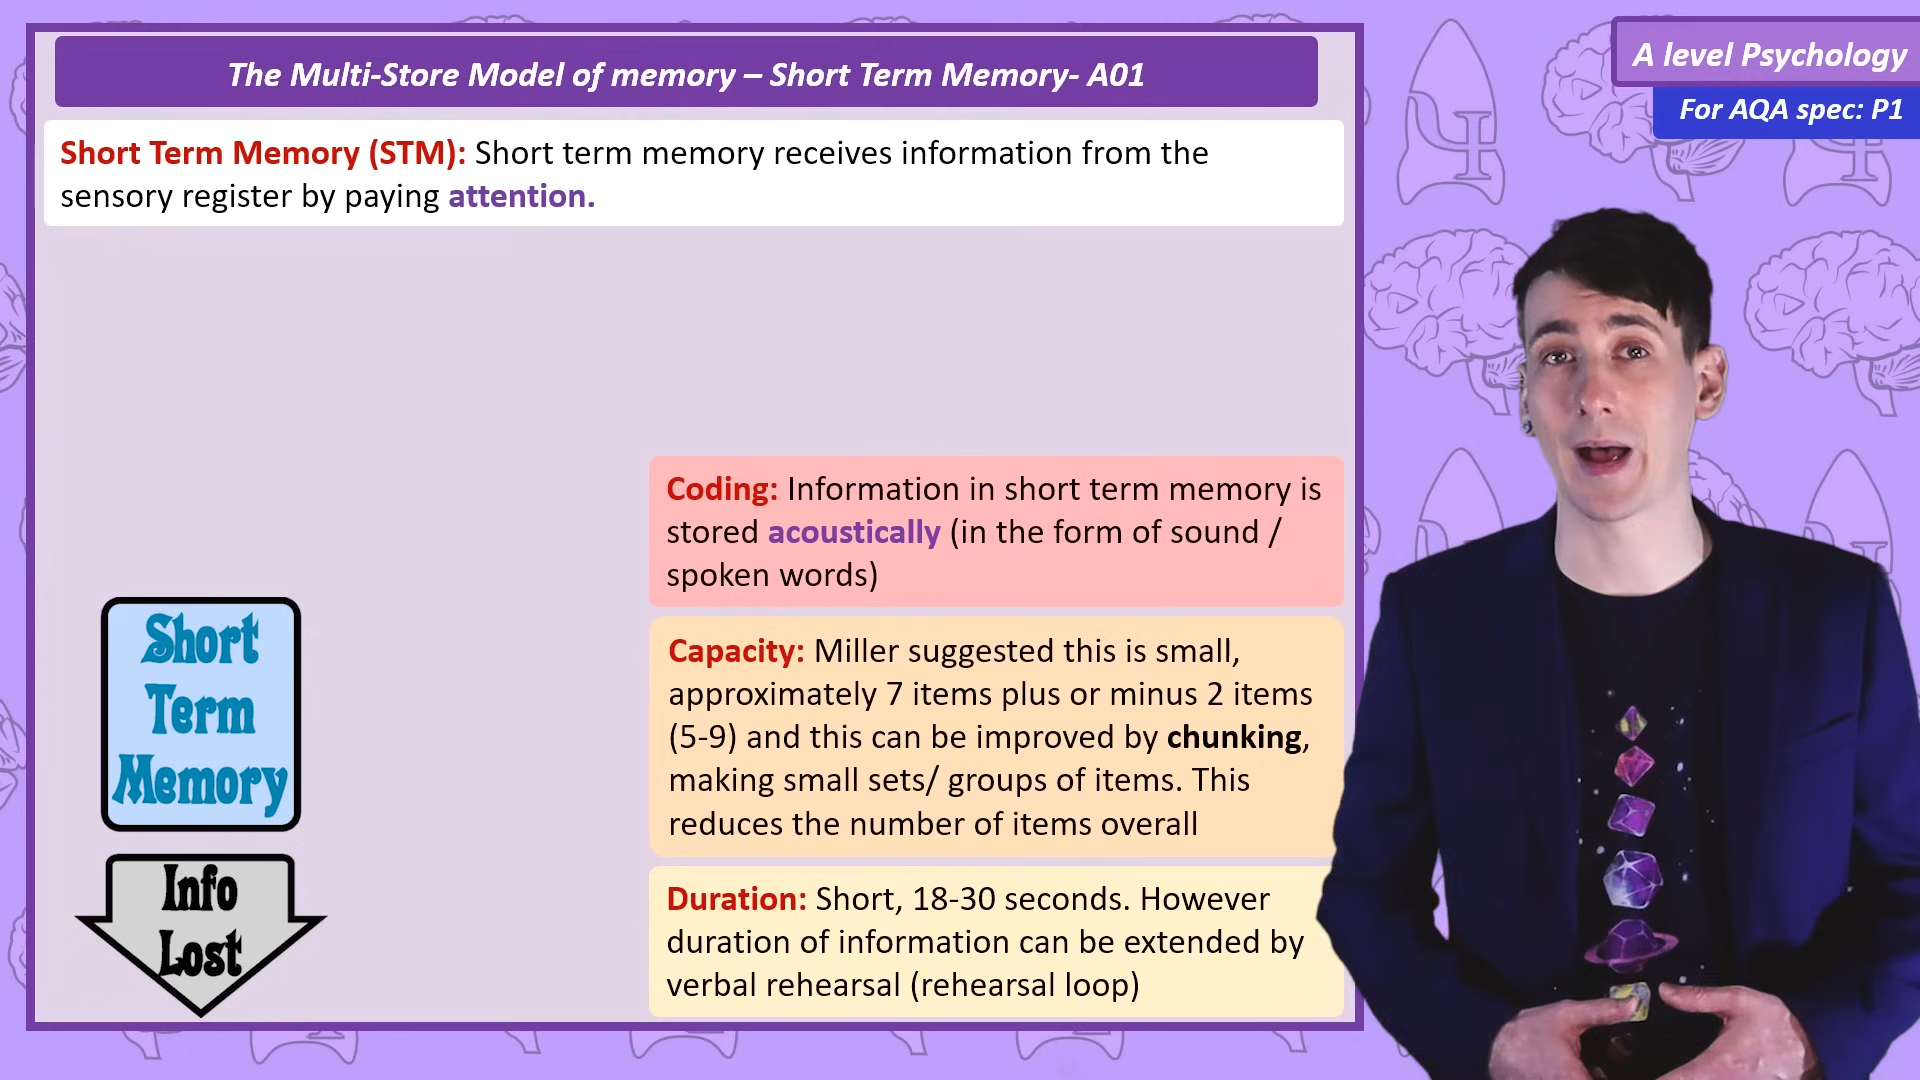 The Multi-Store Model of memory – Short Term Memory- A01
A level Psychology
For AQA spec: P1
Short Term Memory (STM): Short term memory receives information from the
sensory register by paying attention.
Coding: Information in short term memory is
stored acoustically (in the form of sound /
spoken words)
Short
Term
Memory
Capacity: Miller suggested this is small,
approximately 7 items plus or minus 2 items
(5-9) and this can be improved by chunking,
making small sets/ groups of items. This
reduces the number of items overall
Info
Lost
Duration: Short, 18-30 seconds. However
duration of information can be extended by
verbal rehearsal (rehearsal loop)